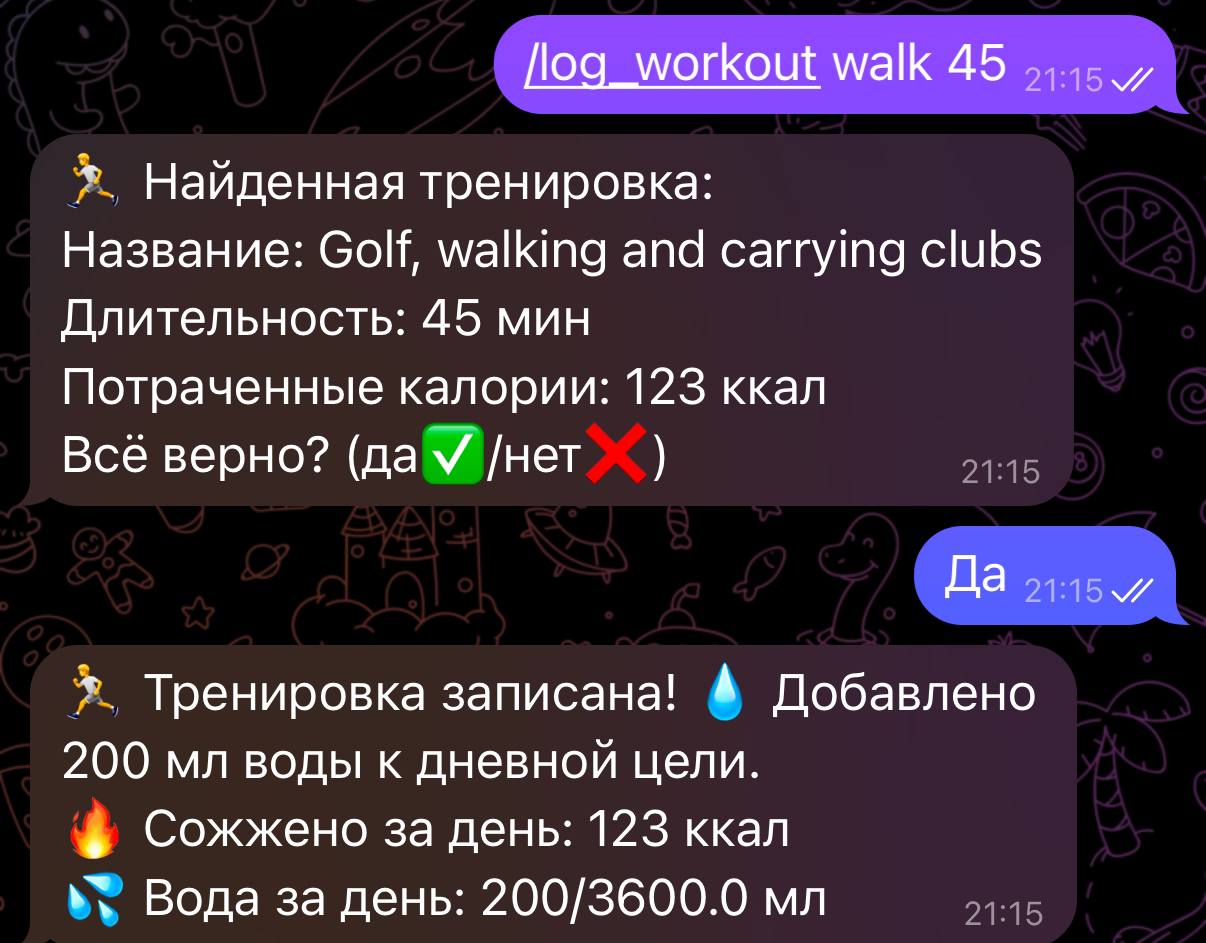 /log_workout walk 45 21:15
🏃 Найденная тренировка:
Название: Golf, walking and carrying clubs
Длительность: 45 мин
Потраченные калории: 123 ккал
Всё верно? (да✅/нет❌) 21:15
Да 21:15
🏃 Тренировка записана! 💧 Добавлено
200 мл воды к дневной цели.
🔥 Сожжено за день: 123 ккал
💦 Вода за день: 200/3600.0 мл 21:15